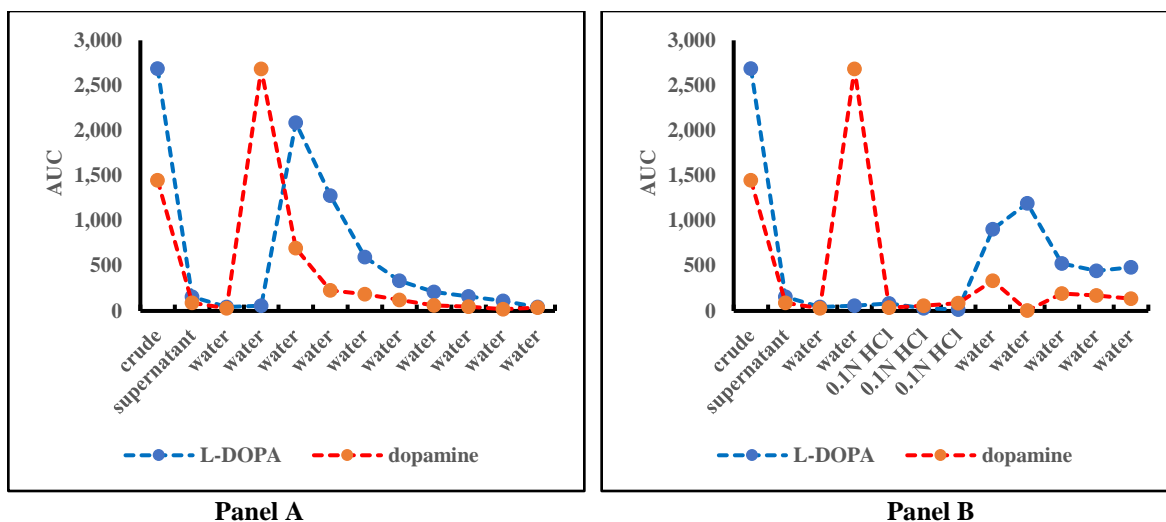 3,000
2,500
2,000
1,500
1,000
500
0
AUC
crude
supernatant
water
water
water
water
water
water
water
water
water
water
L-DOPA
dopamine
Panel A
3,000
2,500
2,000
1,500
1,000
500
0
AUC
crude
supernatant
water
water
0.1N HCl
0.1N HCl
0.1N HCl
water
water
water
water
water
L-DOPA
dopamine
Panel B